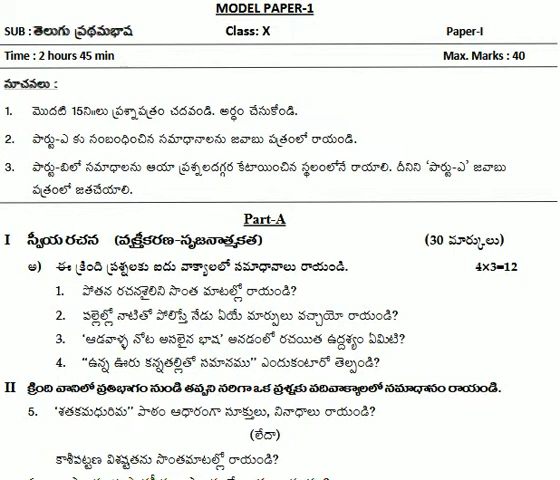 MODEL PAPER-1
SUB : తెలుగు ప్రథమభాష Class: X Paper-I
Time : 2 hours 45 min Max. Marks : 40
సూచనలు :
1. మొదటి 15ని॥లు ప్రశ్నాపత్రం చదవండి. అర్థం చేసుకోండి.
2. పార్టు-ఎ కు సంబంధించిన సమాధానాలను జవాబు పత్రంలో రాయండి.
3. పార్టు-బిలో సమాధాలను ఆయా ప్రశ్నలదగ్గర కేటాయించిన స్థలంలోనే రాయాలి. దీనిని ‘పార్టు-ఎ’ జవాబు
పత్రంలో జతచేయాలి.
Part-A
I స్వీయ రచన (వ్యక్తీకరణ-సృజనాత్మకత) (30 మార్కులు)
అ) ఈ క్రింది ప్రశ్నలకు ఐదు వాక్యాలలో సమాధానాలు రాయండి. 4×3=12
1. పోతన రచనశైలిని సొంత మాటల్లో రాయండి?
2. పల్లెల్లో నాటితో పోలిస్తే నేడు ఏయే మార్పులు వచ్చాయో రాయండి?
3. ‘ఆడవాళ్ళ నోట అసలైన భాష’ అనడంలో రచయిత ఉద్దేశ్యం ఏమిటి?
4. “ఉన్న ఊరు కన్నతల్లితో సమానము” ఎందుకంటారో తెల్పండి?
II క్రింది వానిలో ప్రతిభాగం నుండి తప్పని సరిగా ఒక ప్రశ్నకు పదివాక్యాలలో సమాధానం రాయండి.
5. ‘శతకమధురిమ” పాఠం ఆధారంగా సూక్తులు, నినాధాలు రాయండి?
(లేదా)
కాశీపట్టణ విశిష్టతను సొంతమాటల్లో రాయండి?